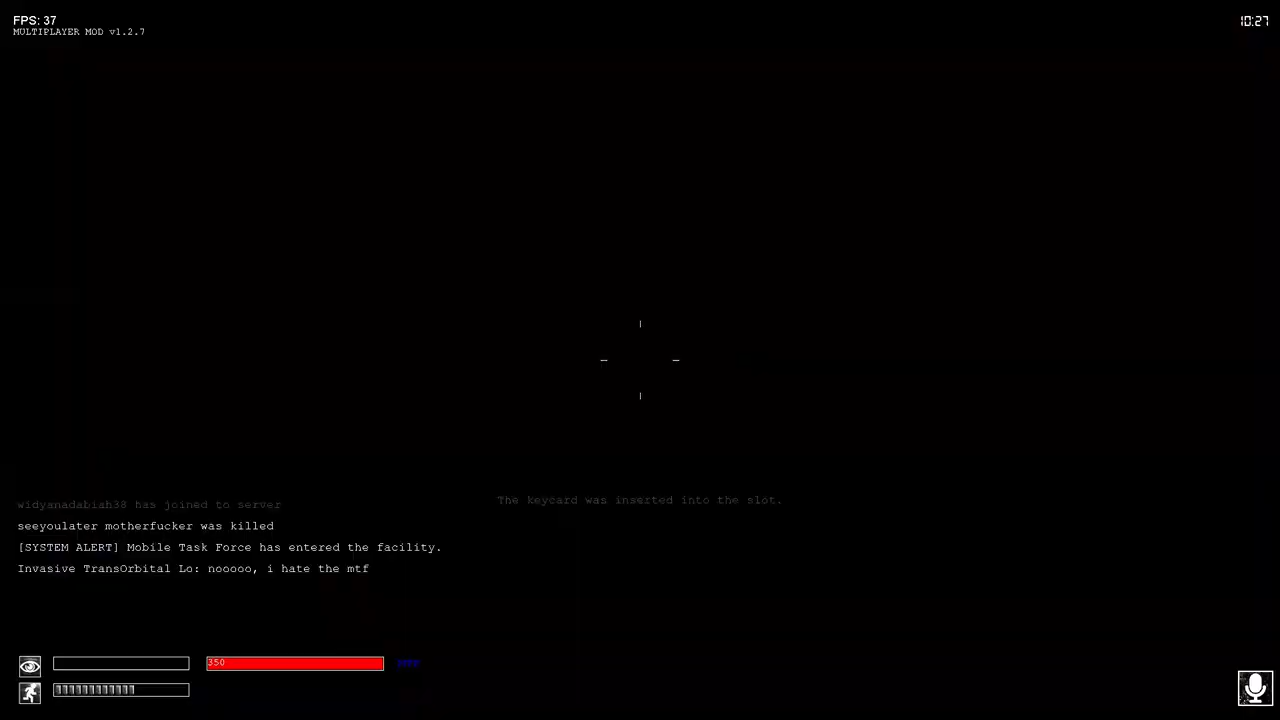 FPS: 37
MULTIPLAYER MOD v1.2.7
10:27
The keycard was inserted into the slot.
widyanadabiah38 has joined to server
seeyoulater motherfucker was killed
[SYSTEM ALERT] Mobile Task Force has entered the facility.
Invasive TransOrbital Lo: nooooo, i hate the mtf
350